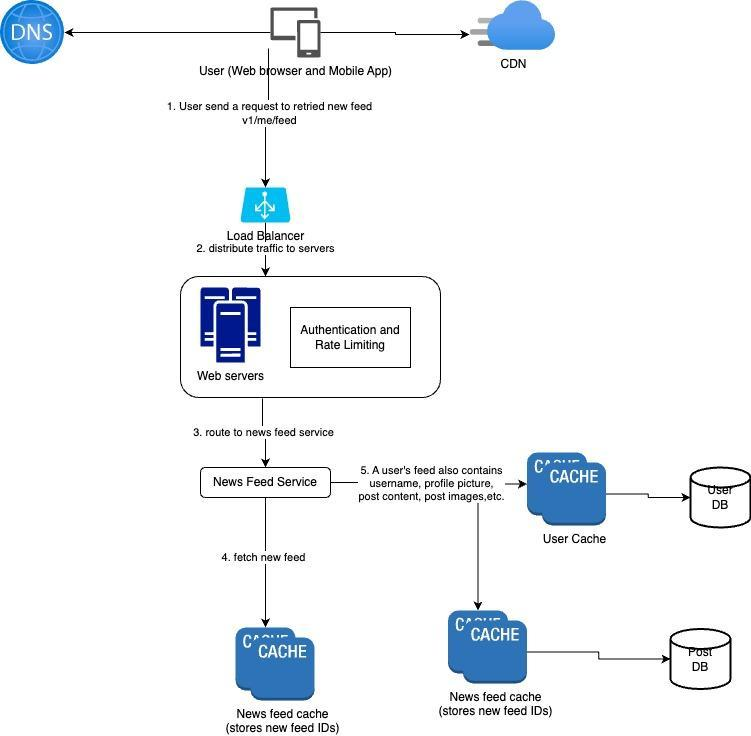 DNS
User (Web browser and Mobile App)
CDN
1. User send a request to retried new feed
v1/me/feed
Load Balancer
2. distribute traffic to servers
Authentication and
Rate Limiting
Web servers
3. route to news feed service
News Feed Service
5. A user's feed also contains
username, profile picture,
post content, post images,etc.
CACHE
CACHE
User Cache
User
DB
4. fetch new feed
CACHE
CACHE
News feed cache
(stores new feed IDs)
CACHE
CACHE
News feed cache
(stores new feed IDs)
Post
DB